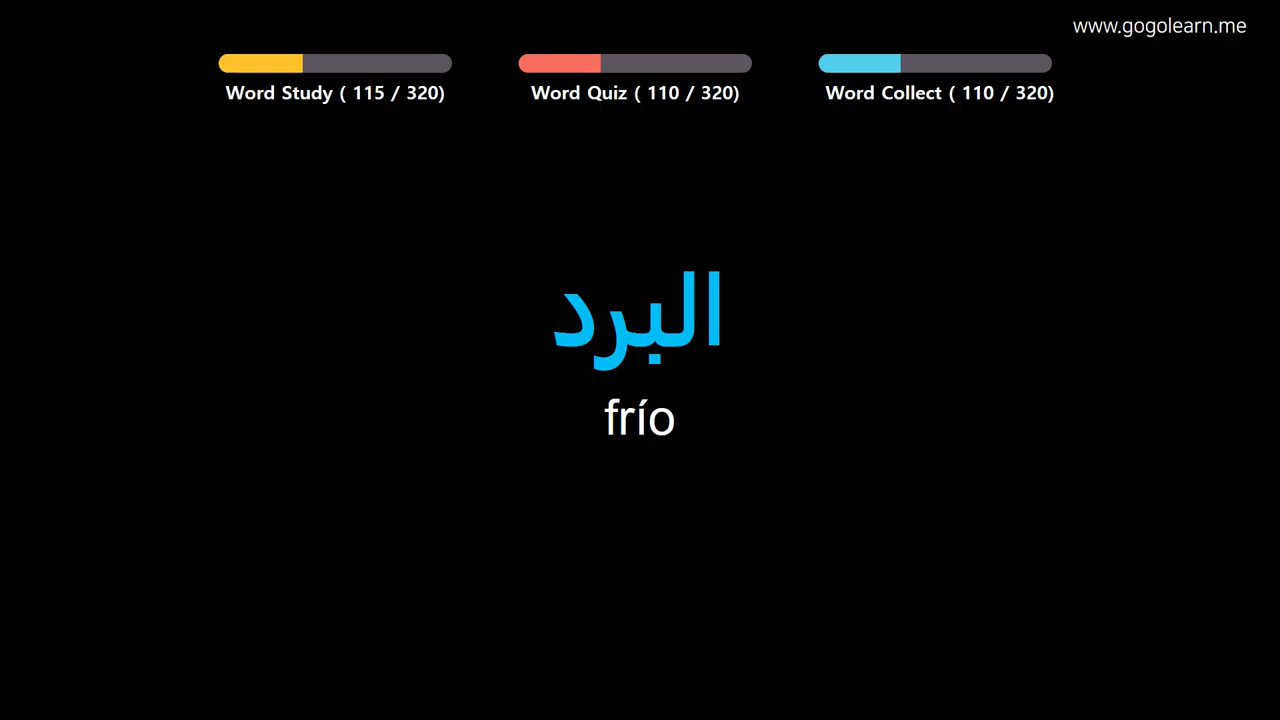 www.gogolearn.me
Word Study ( 115 / 320)
Word Quiz ( 110 / 320)
Word Collect ( 110 / 320)
البرد
frío